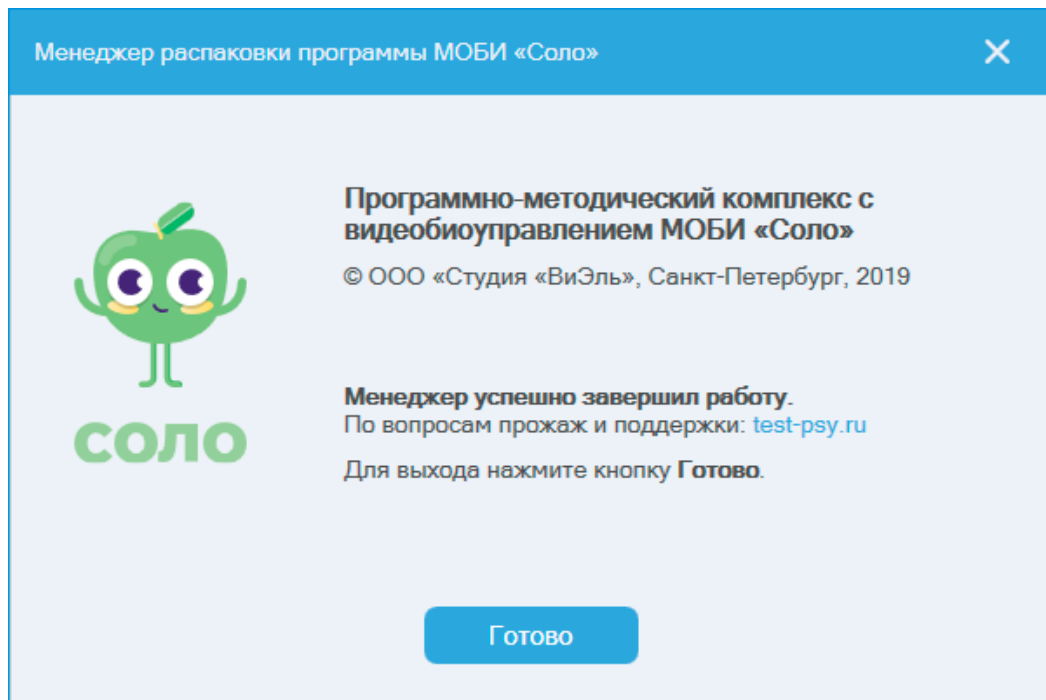 Менеджер распаковки программы МОБИ «Соло»
Программно-методический комплекс с
видеобиоуправлением МОБИ «Соло»
© ООО «Студия «ВиЭль», Санкт-Петербург, 2019
соло
Менеджер успешно завершил работу.
По вопросам прожаж и поддержки: test-psy.ru
Для выхода нажмите кнопку Готово.
Готово